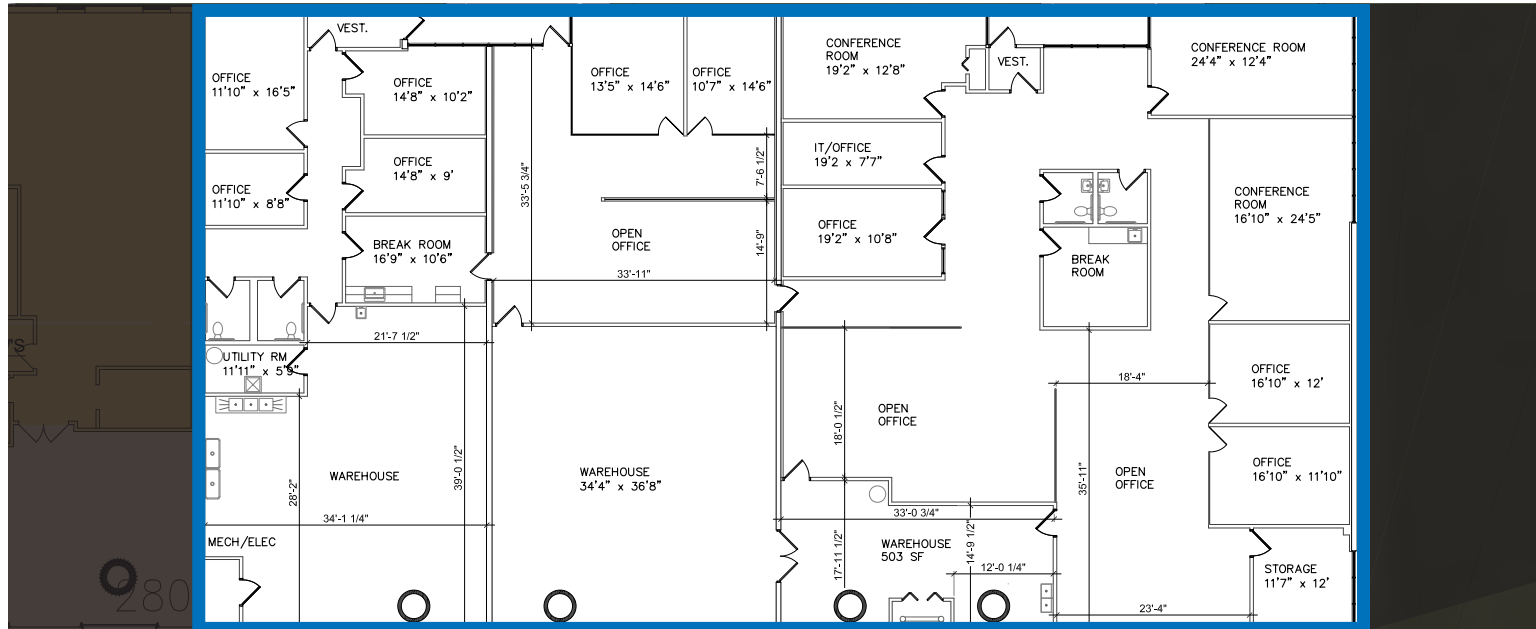 VEST.
OFFICE
11'10" x 16'5"
OFFICE
14'8" x 10'2"
OFFICE
14'8" x 9'
OFFICE
11'10" x 8'8"
BREAK ROOM
16'9" x 10'6"
21'-7 1/2"
UTILITY RM
11'11" x 5'9"
WAREHOUSE
39'-0 1/2"
28'-2"
34'-1 1/4"
MECH/ELEC
280
'S
OFFICE
13'5" x 14'6"
OFFICE
10'7" x 14'6"
33'-5 3/4"
7'-6 1/2"
14'-9"
OPEN
OFFICE
33'-11"
WAREHOUSE
34'4" x 36'8"
CONFERENCE
ROOM
19'2" x 12'8"
VEST.
CONFERENCE ROOM
24'4" x 12'4"
IT/OFFICE
19'2 x 7'7"
OFFICE
19'2" x 10'8"
BREAK
ROOM
CONFERENCE
ROOM
16'10" x 24'5"
OFFICE
16'10" x 12'
18'-4"
18'-0 1/2"
OPEN
OFFICE
35'-11"
OPEN
OFFICE
OFFICE
16'10" x 11'10"
33'-0 3/4"
17'-11 1/2"
WAREHOUSE
503 SF
14'-9 1/2"
12'-0 1/4"
STORAGE
11'7" x 12'
23'-4"